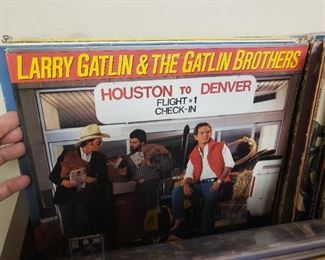 LARRY GATLIN & THE GATLIN BROTHERS
HOUSTON TO DENVER
FLIGHT #1
CHECK-IN